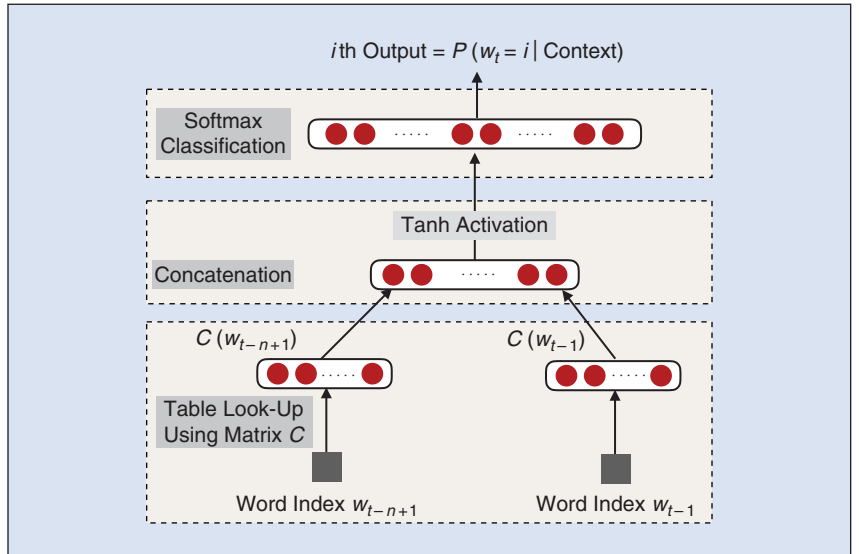 ith Output = P (w_t = i | Context)
Softmax
Classification
.....
.....
Tanh Activation
Concatenation
.....
C (w_{t−n+1})
C (w_{t−1})
.....
.....
Table Look-Up
Using Matrix C
Word Index w_{t−n+1}
Word Index w_{t−1}